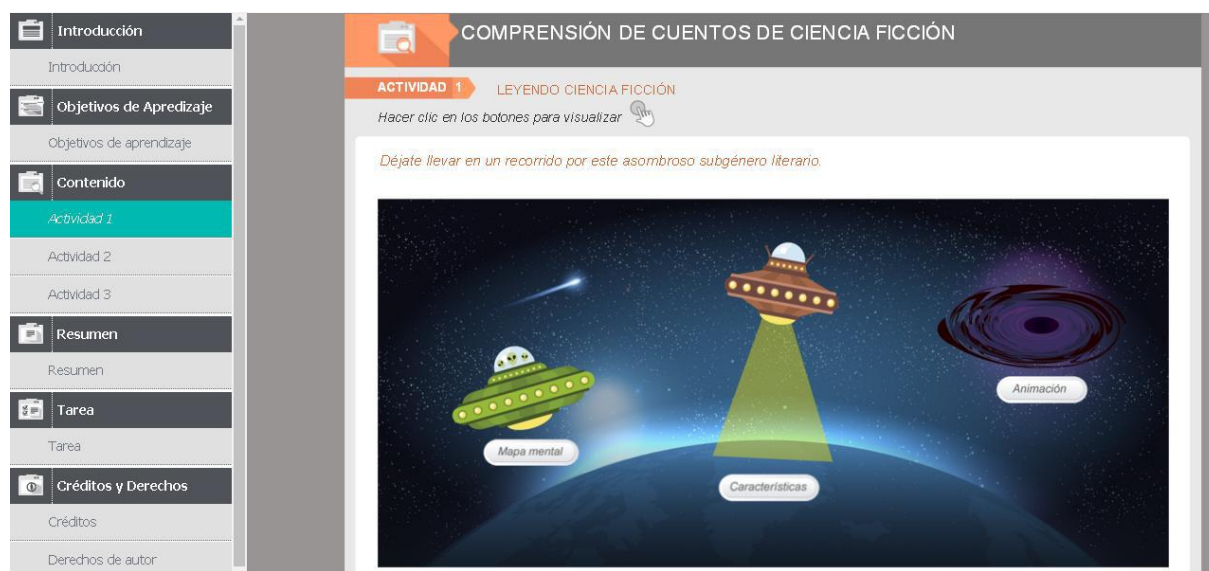 Introducción
Introducción
Objetivos de Apredizaje
Objetivos de aprendizaje
Contenido
Actividad 1
Actividad 2
Actividad 3
Resumen
Resumen
Tarea
Tarea
Créditos y Derechos
Créditos
Derechos de autor
COMPRENSIÓN DE CUENTOS DE CIENCIA FICCIÓN
ACTIVIDAD 1 LEYENDO CIENCIA FICCIÓN
Hacer clic en los botones para visualizar
Déjate llevar en un recorrido por este asombroso subgénero literario.
Animación
Mapa mental
Características